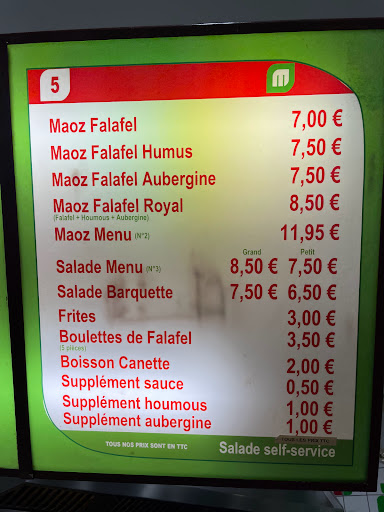 5
M
Maoz Falafel 7,00 €
Maoz Falafel Humus 7,50 €
Maoz Falafel Aubergine 7,50 €
Maoz Falafel Royal 8,50 €
(Falafel + Houmous + Aubergine)
Maoz Menu (N°2) 11,95 €
Grand Petit
Salade Menu (N°3) 8,50 € 7,50 €
Salade Barquette 7,50 € 6,50 €
Frites 3,00 €
Boulettes de Falafel 3,50 €
(5 pièces)
Boisson Canette 2,00 €
Supplément sauce 0,50 €
Supplément houmous 1,00 €
Supplément aubergine 1,00 €
TOUS LES PRIX TTC
TOUS NOS PRIX SONT EN TTC
Salade self-service